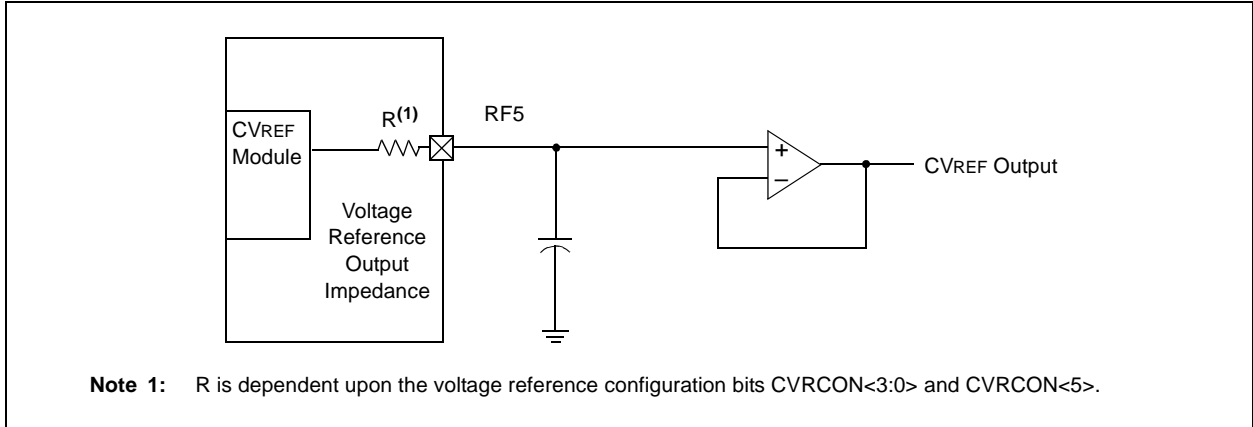 R(1)
RF5
CVREF
Module
+
–
CVREF Output
Voltage
Reference
Output
Impedance
Note 1: R is dependent upon the voltage reference configuration bits CVRCON<3:0> and CVRCON<5>.